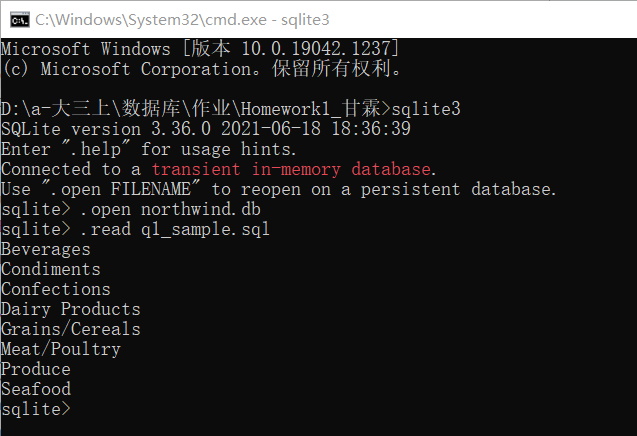 C:\Windows\System32\cmd.exe - sqlite3
Microsoft Windows [版本 10.0.19042.1237]
(c) Microsoft Corporation。保留所有权利。
D:\a-大三上\数据库\作业\Homework1_甘霖>sqlite3
SQLite version 3.36.0 2021-06-18 18:36:39
Enter ".help" for usage hints.
Connected to a transient in-memory database.
Use ".open FILENAME" to reopen on a persistent database.
sqlite> .open northwind.db
sqlite> .read q1_sample.sql
Beverages
Condiments
Confections
Dairy Products
Grains/Cereals
Meat/Poultry
Produce
Seafood
sqlite>